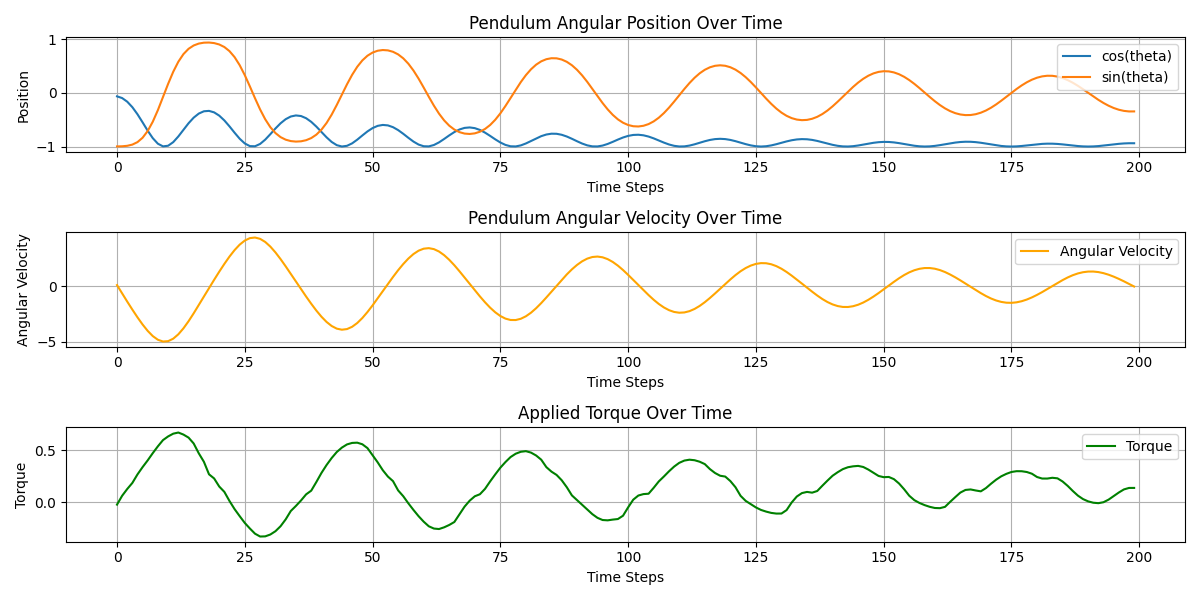 Pendulum Angular Position Over Time
1
0
−1
Position
cos(theta)
sin(theta)
0 25 50 75 100 125 150 175 200
Time Steps
Pendulum Angular Velocity Over Time
0
−5
Angular Velocity
Angular Velocity
0 25 50 75 100 125 150 175 200
Time Steps
Applied Torque Over Time
0.5
0.0
Torque
Torque
0 25 50 75 100 125 150 175 200
Time Steps